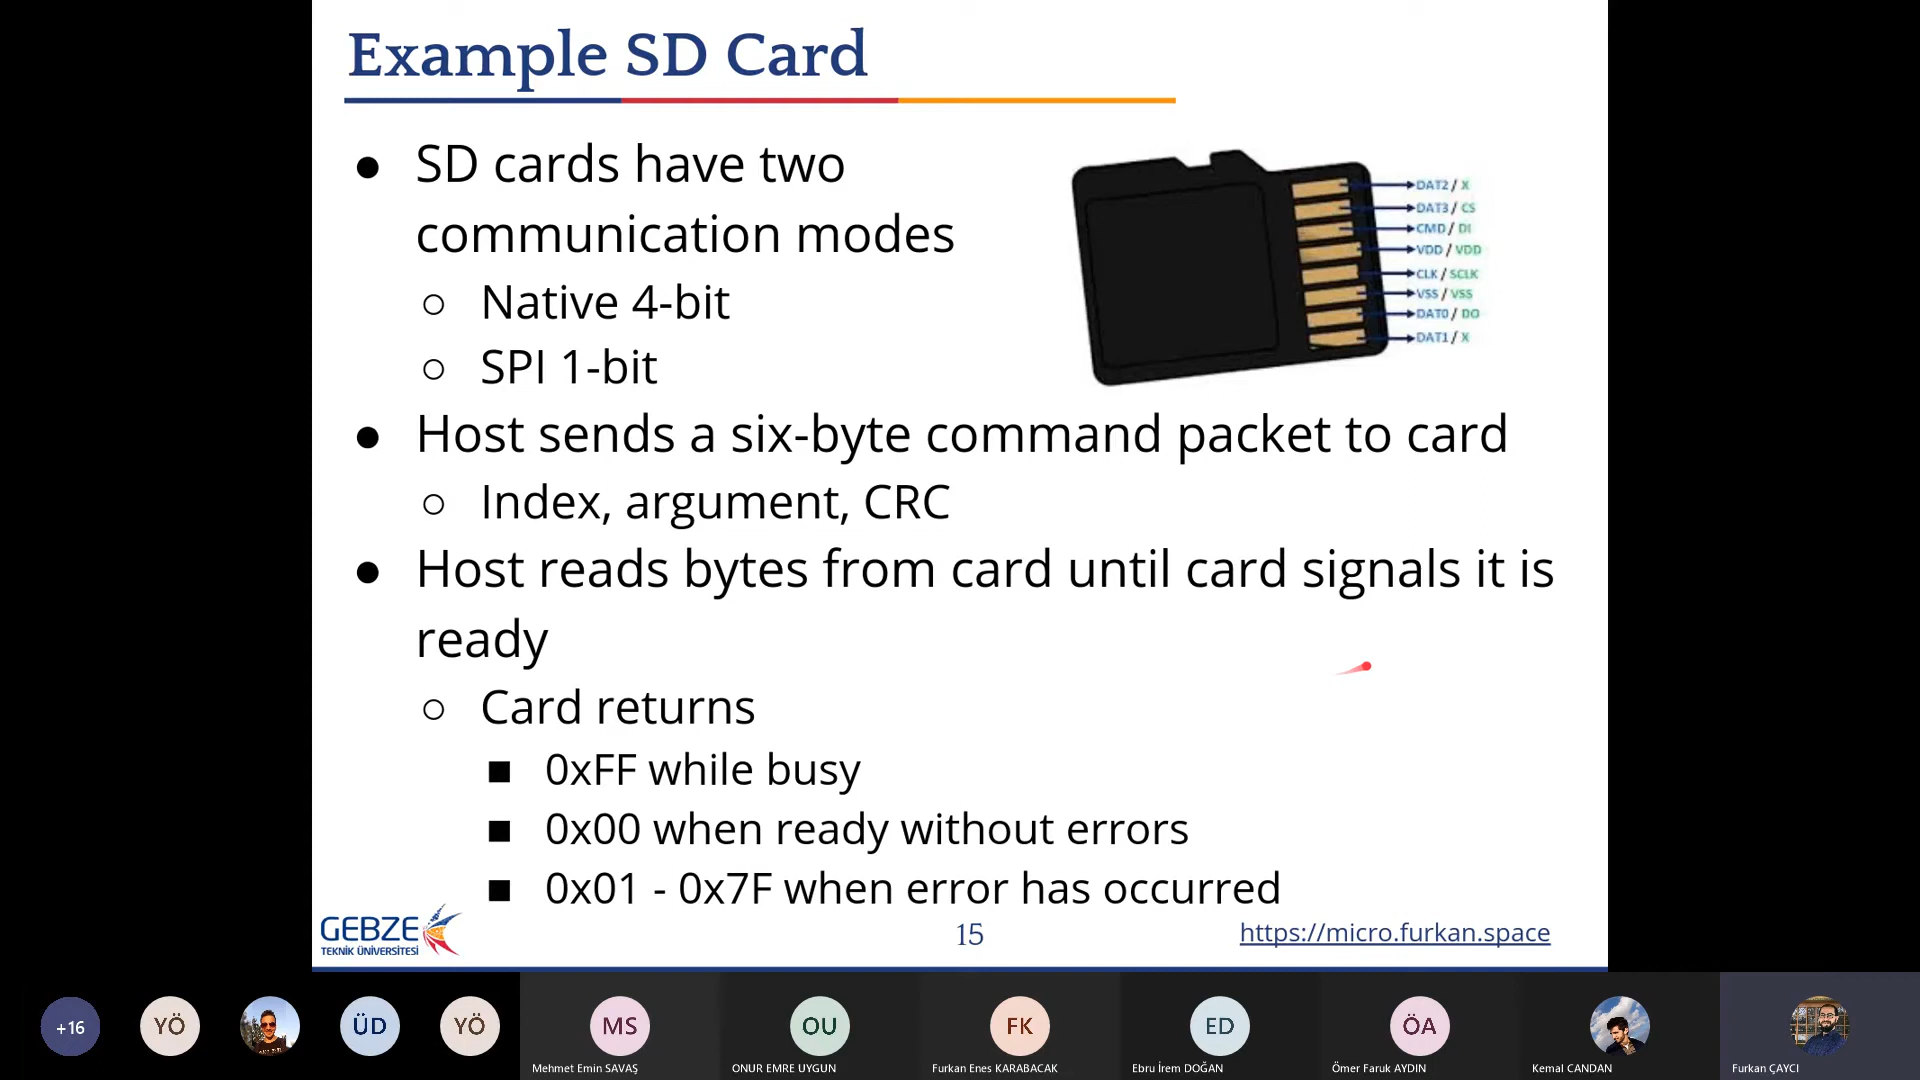 Example SD Card
● SD cards have two
communication modes
○ Native 4-bit
○ SPI 1-bit
● Host sends a six-byte command packet to card
○ Index, argument, CRC
● Host reads bytes from card until card signals it is
ready
○ Card returns
■ 0xFF while busy
■ 0x00 when ready without errors
■ 0x01 - 0x7F when error has occurred
DAT2 / X
DAT3 / CS
CMD / DI
VDD / VDD
CLK / SCLK
VSS / VSS
DAT0 / DO
DAT1 / X
GEBZE
TEKNİK ÜNİVERSİTESİ
15
https://micro.furkan.space
+16
YÖ
ÜD
YÖ
MS
OU
FK
ED
ÖA
Mehmet Emin SAVAŞ
ONUR EMRE UYGUN
Furkan Enes KARABACAK
Ebru İrem DOĞAN
Ömer Faruk AYDIN
Kemal CANDAN
Furkan ÇAYCI